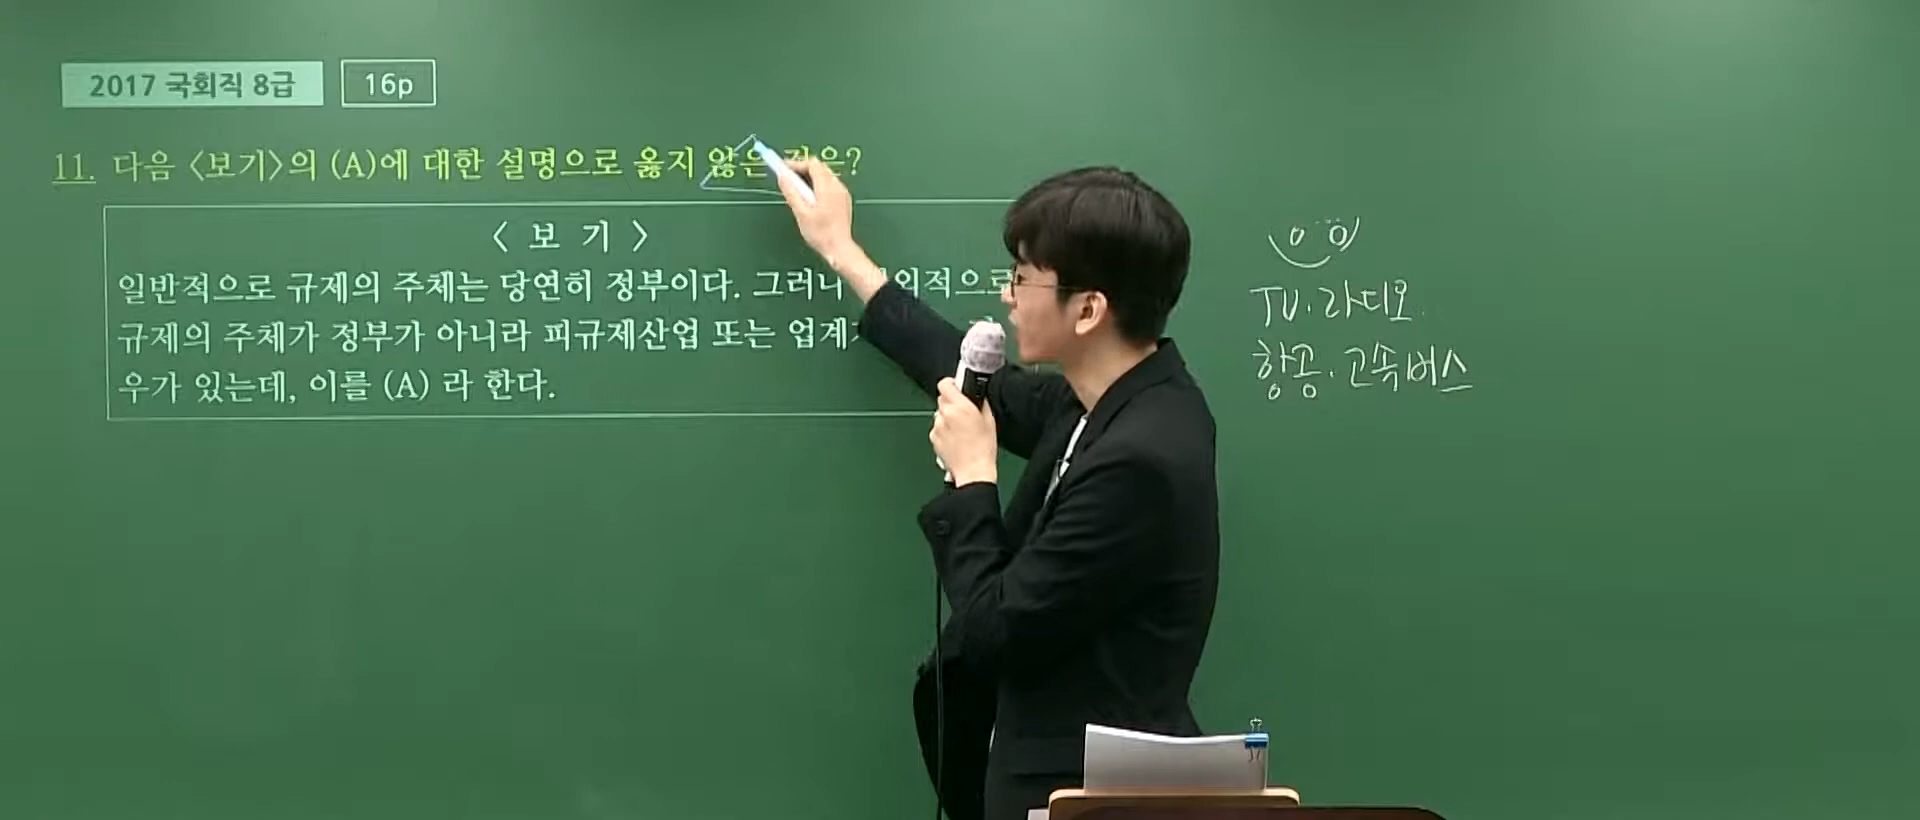 2017 국회직 8급
16p
11. 다음 〈보기〉의 (A)에 대한 설명으로 옳지 않은 것은?
〈 보 기 〉
일반적으로 규제의 주체는 당연히 정부이다. 그러나 외적으로
규제의 주체가 정부가 아니라 피규제산업 또는 업계
우가 있는데, 이를 (A) 라 한다.
TV·라디오
항공·고속버스